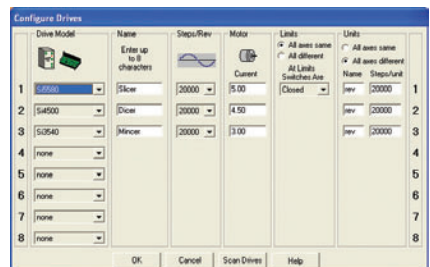 Configure Drives
Drive Model Name Steps/Rev Motor Limits Units
Enter up to 8 characters
Current
All axes same
All different
At Limits Switches Are
All axes same
All axes different
Name Steps/unit
1 Si5580 Slicer 20000 5.00 Closed rev 20000 1
2 Si4500 Dicer 20000 4.50 rev 20000 2
3 Si3540 Mincer 20000 3.00 rev 20000 3
4 none 4
5 none 5
6 none 6
7 none 7
8 none 8
OK Cancel Scan Drives Help